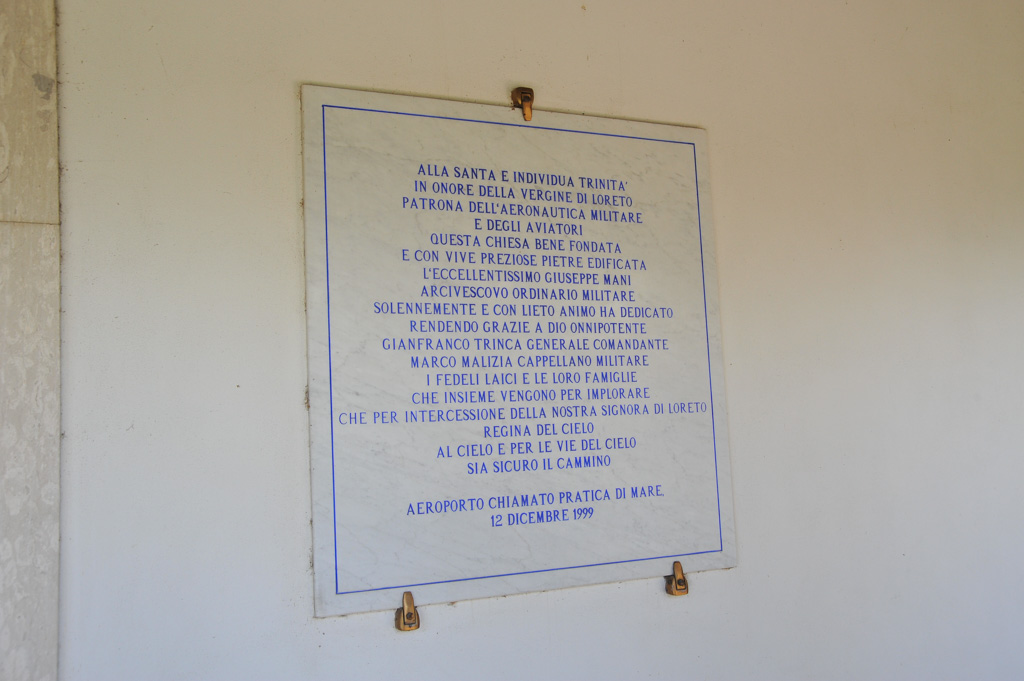 ALLA SANTA E INDIVIDUA TRINITA'
IN ONORE DELLA VERGINE DI LORETO
PATRONA DELL'AERONAUTICA MILITARE
E DEGLI AVIATORI
QUESTA CHIESA BENE FONDATA
E CON VIVE PREZIOSE PIETRE EDIFICATA
L'ECCELLENTISSIMO GIUSEPPE MANI
ARCIVESCOVO ORDINARIO MILITARE
SOLENNEMENTE E CON LIETO ANIMO HA DEDICATO
RENDENDO GRAZIE A DIO ONNIPOTENTE
GIANFRANCO TRINCA GENERALE COMANDANTE
MARCO MALIZIA CAPPELLANO MILITARE
I FEDELI LAICI E LE LORO FAMIGLIE
CHE INSIEME VENGONO PER IMPLORARE
CHE PER INTERCESSIONE DELLA NOSTRA SIGNORA DI LORETO
REGINA DEL CIELO
AL CIELO E PER LE VIE DEL CIELO
SIA SICURO IL CAMMINO
AEROPORTO CHIAMATO PRATICA DI MARE,
12 DICEMBRE 1999